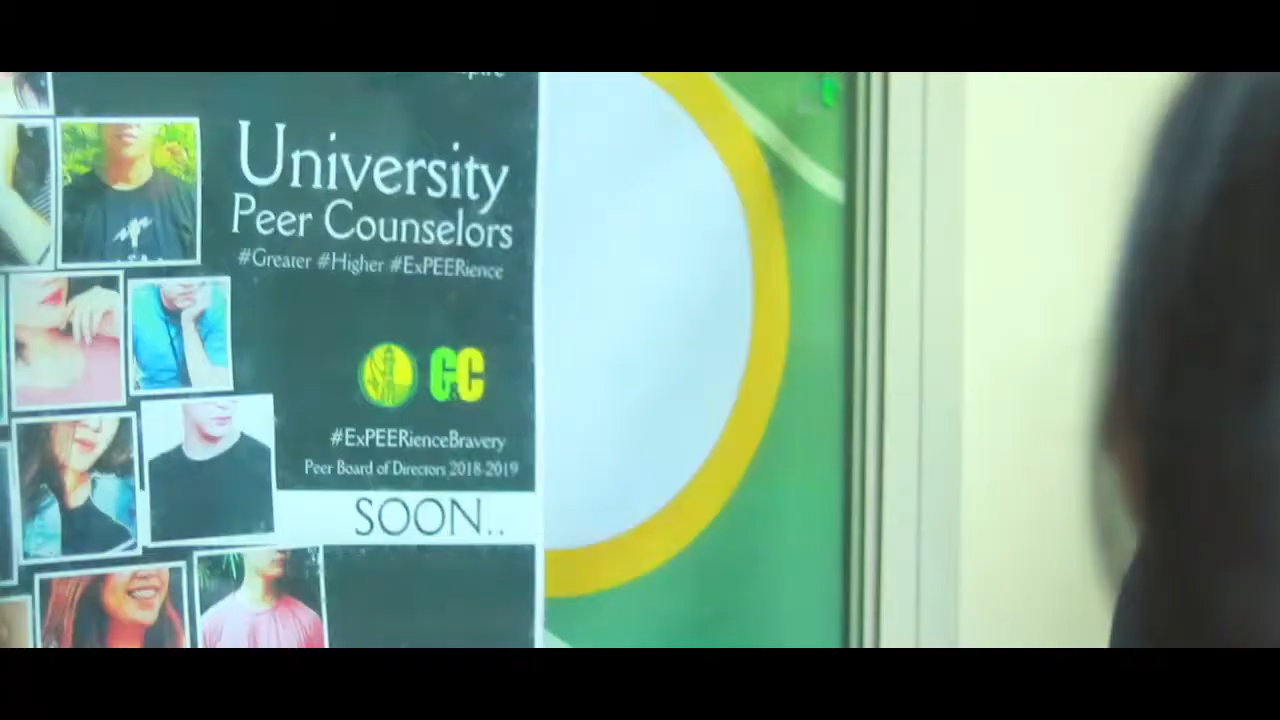 University
Peer Counselors
#Greater #Higher #ExPEERience
G&C
#ExPEERienceBravery
Peer Board of Directors 2018-2019
SOON..